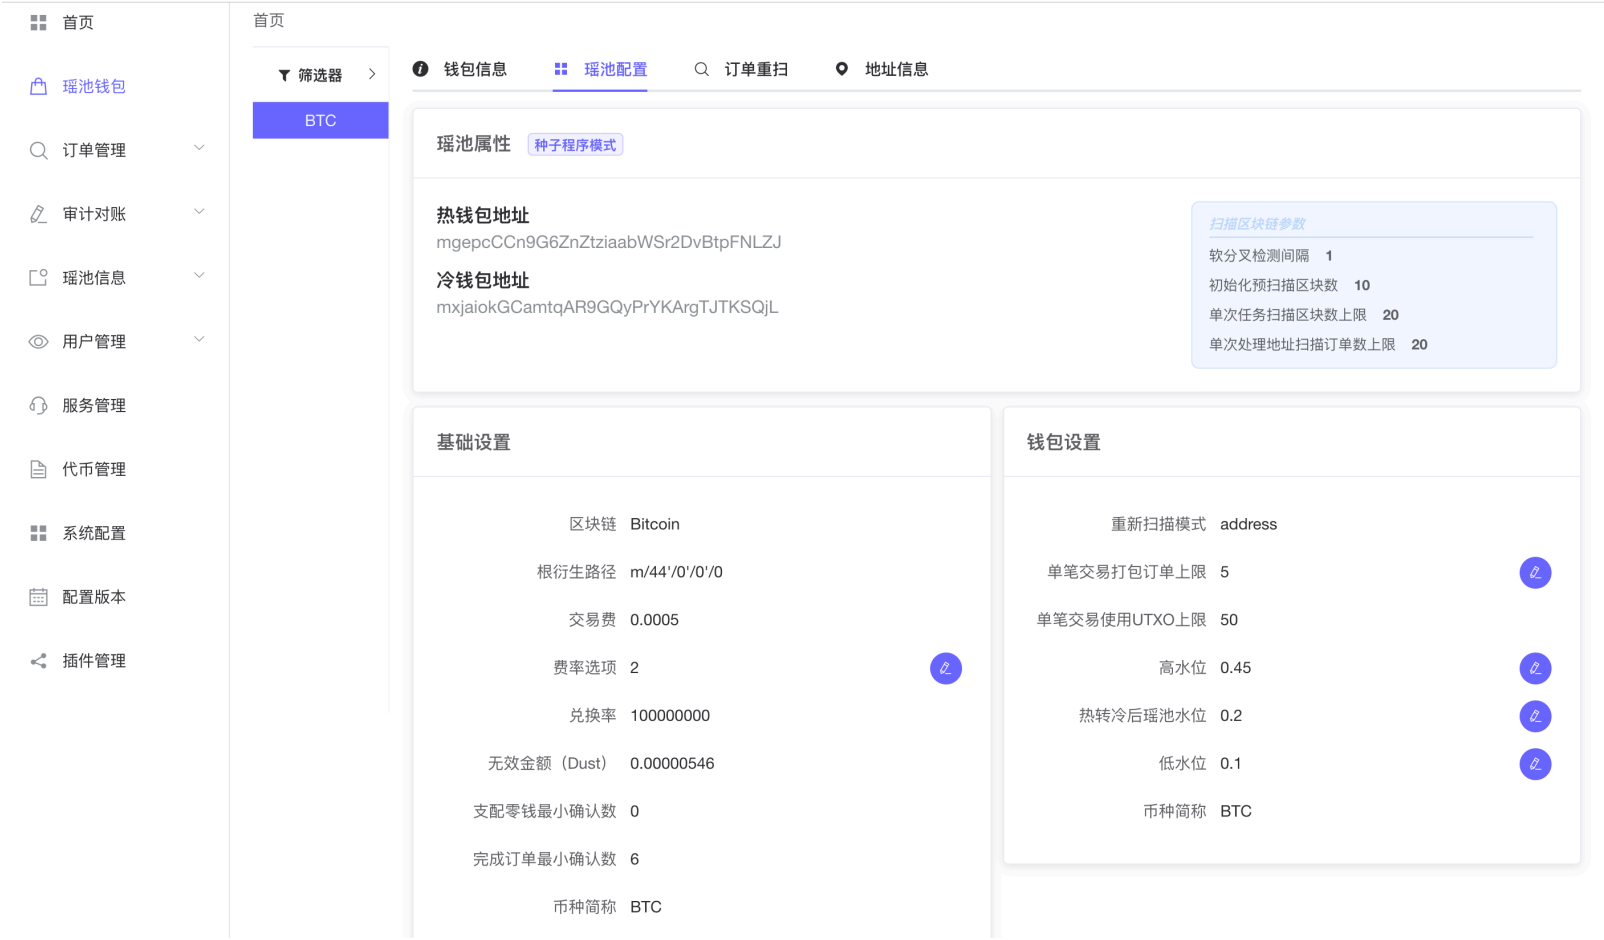 首页
瑶池钱包
订单管理
审计对账
瑶池信息
用户管理
服务管理
代币管理
系统配置
配置版本
插件管理
首页
筛选器
BTC
钱包信息
瑶池配置
订单重扫
地址信息
瑶池属性
种子程序模式
热钱包地址
mgepcCCn9G6ZnZtziaabWSr2DvBtpFNLZJ
冷钱包地址
mxjaiokGCamtqAR9GQyPrYKArgTJTKSQjL
扫描区块链参数
软分叉检测间隔 1
初始化预扫描区块数 10
单次任务扫描区块数上限 20
单次处理地址扫描订单数上限 20
基础设置
区块链 Bitcoin
根衍生路径 m/44'/0'/0'/0
交易费 0.0005
费率选项 2
兑换率 100000000
无效金额（Dust） 0.00000546
支配零钱最小确认数 0
完成订单最小确认数 6
币种简称 BTC
钱包设置
重新扫描模式 address
单笔交易打包订单上限 5
单笔交易使用UTXO上限 50
高水位 0.45
热转冷后瑶池水位 0.2
低水位 0.1
币种简称 BTC